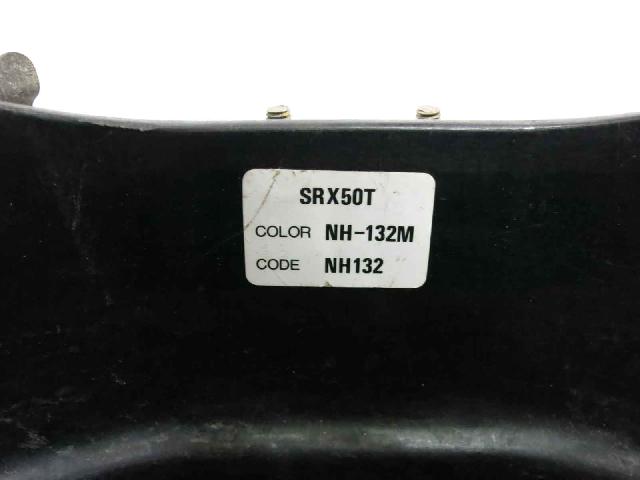 SRX50T
COLOR NH-132M
CODE NH132